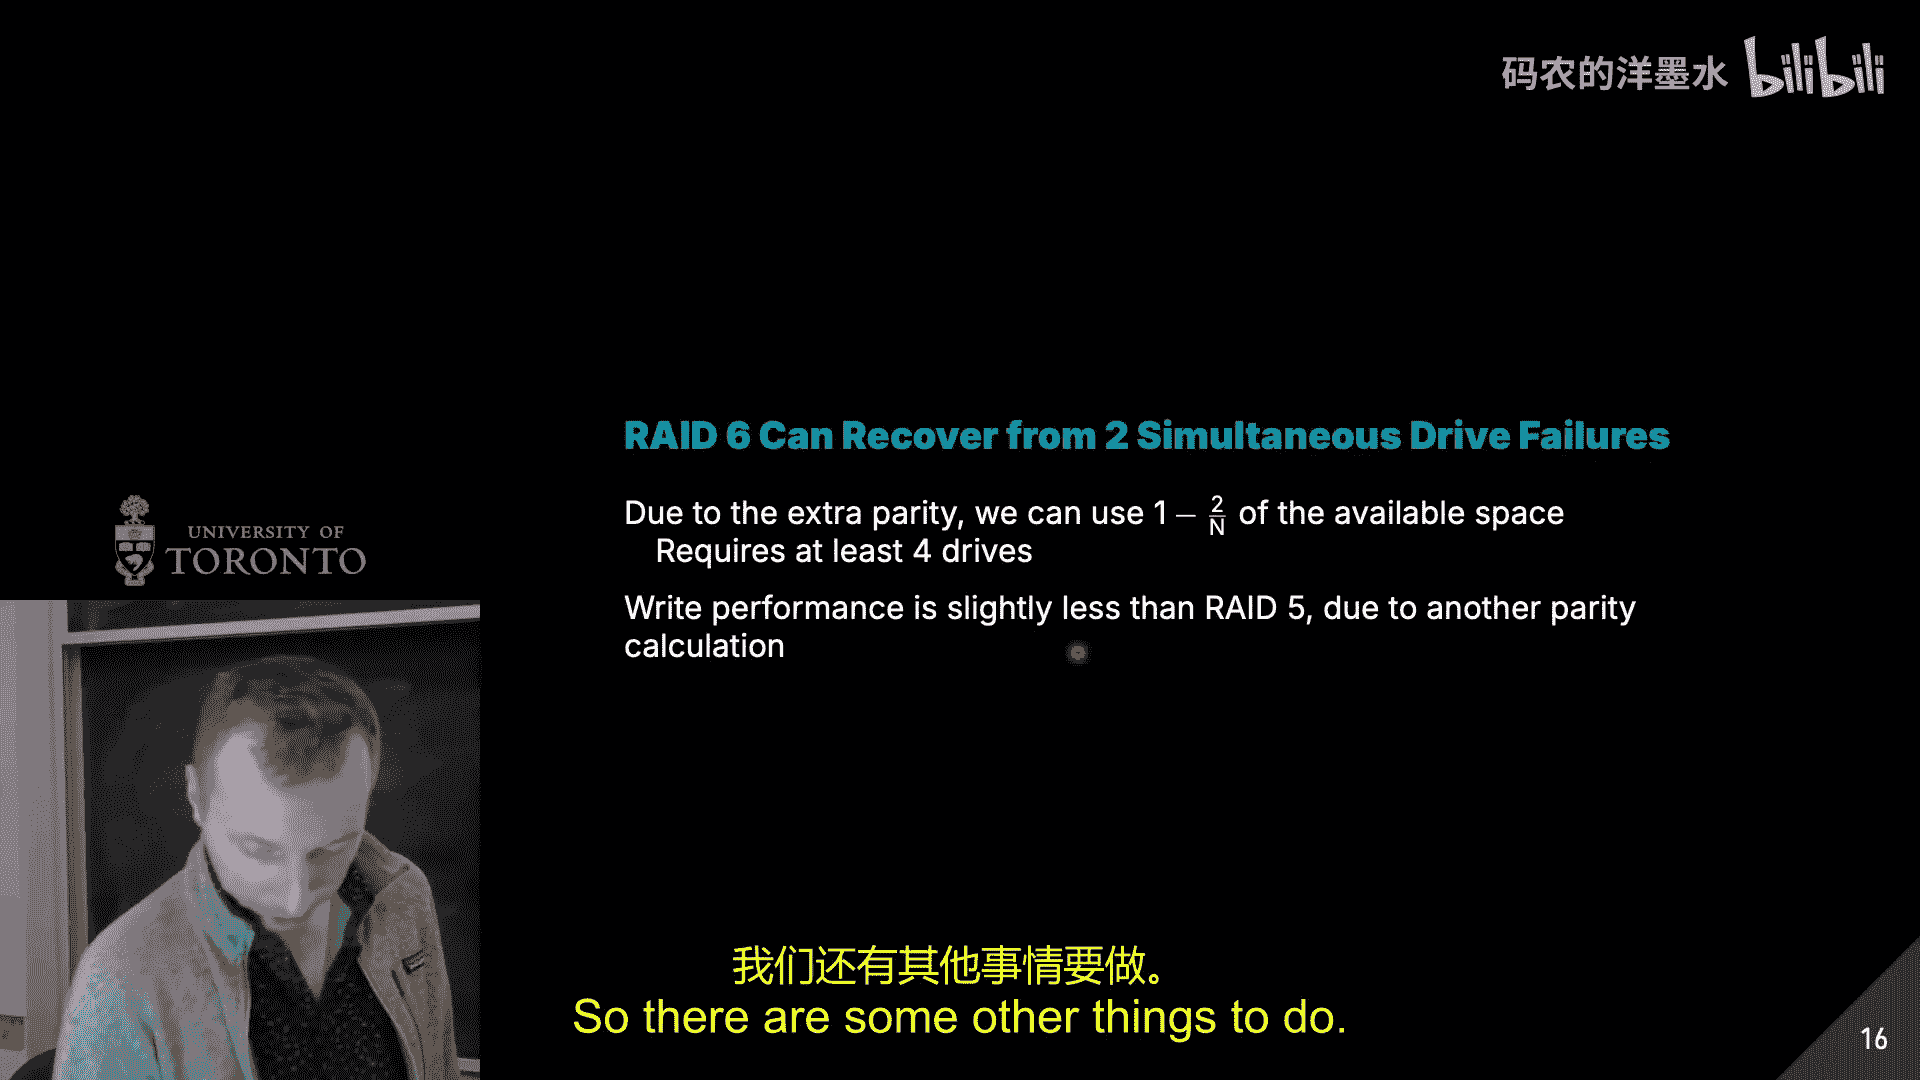 码农的洋墨水 bilibili
RAID 6 Can Recover from 2 Simultaneous Drive Failures
Due to the extra parity, we can use 1 − 2/N of the available space
Requires at least 4 drives
Write performance is slightly less than RAID 5, due to another parity
calculation
UNIVERSITY OF
TORONTO
我们还有其他事情要做。
So there are some other things to do.
16